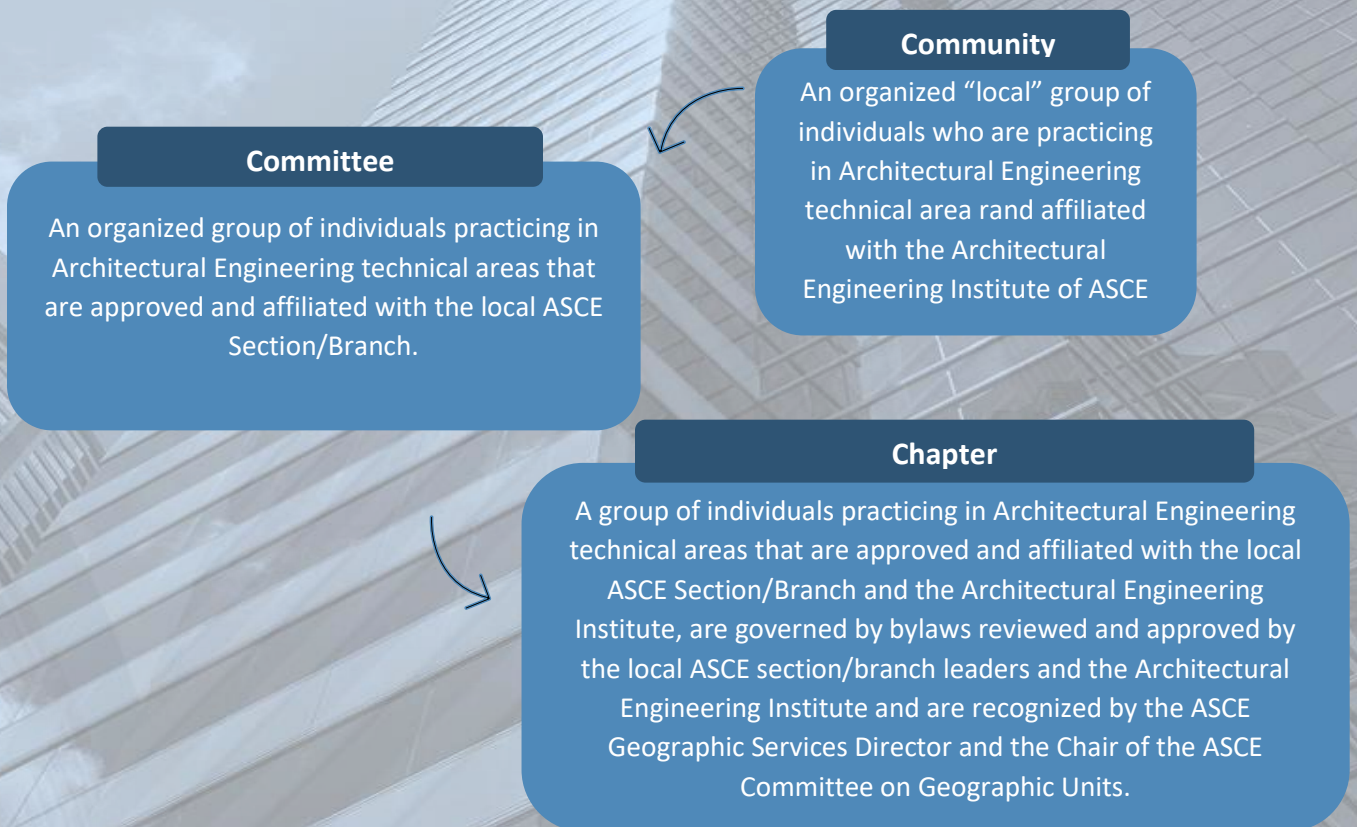 Community
An organized “local” group of
individuals who are practicing
in Architectural Engineering
technical area rand affiliated
with the Architectural
Engineering Institute of ASCE
Committee
An organized group of individuals practicing in
Architectural Engineering technical areas that
are approved and affiliated with the local ASCE
Section/Branch.
Chapter
A group of individuals practicing in Architectural Engineering
technical areas that are approved and affiliated with the local
ASCE Section/Branch and the Architectural Engineering
Institute, are governed by bylaws reviewed and approved by
the local ASCE section/branch leaders and the Architectural
Engineering Institute and are recognized by the ASCE
Geographic Services Director and the Chair of the ASCE
Committee on Geographic Units.